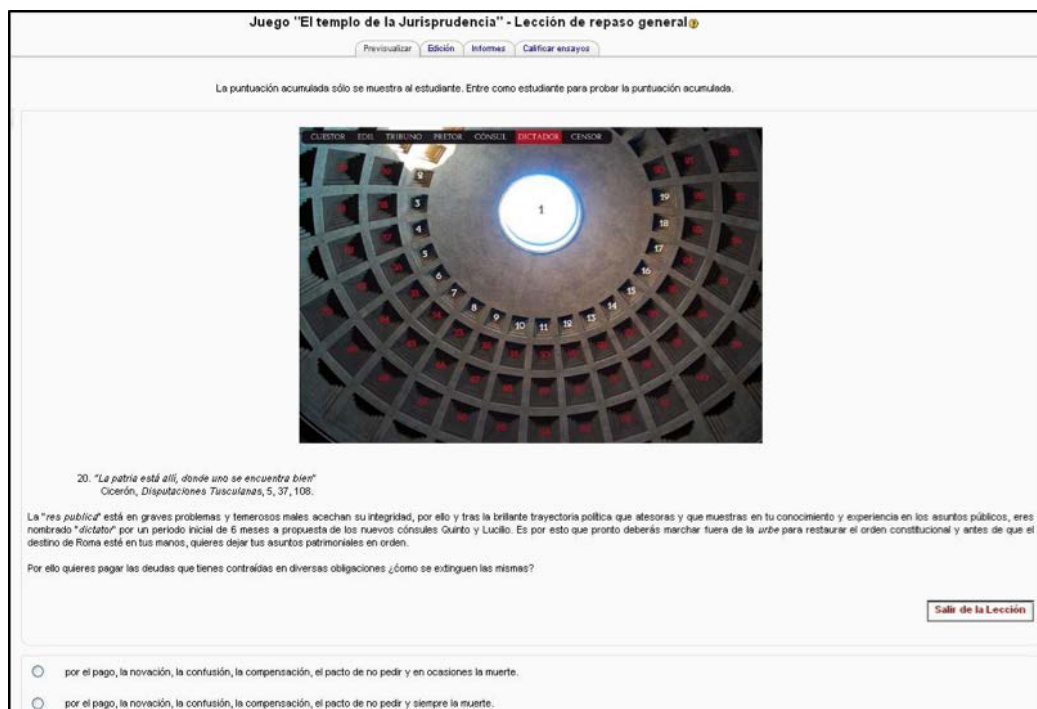 Juego "El templo de la Jurisprudencia" - Lección de repaso general
Previsualizar Edición Informes Calificar ensayos
La puntuación acumulada sólo se muestra al estudiante. Entre como estudiante para probar la puntuación acumulada.
CUESTOR EDIL TRIBUNO PRETOR CÓNSUL DICTADOR CENSOR
1
2
3
4
5
6
7
8
9
10
11
12
13
14
15
16
17
18
19
20. "La patria está allí, donde uno se encuentra bien"
Cicerón, Disputaciones Tusculanas, 5, 37, 108.
La "res publica" está en graves problemas y temerosos males acechan su integridad, por ello y tras la brillante trayectoria política que atesoras y que muestras en tu conocimiento y experiencia en los asuntos públicos, eres
nombrado "dictator" por un periodo inicial de 6 meses a propuesta de los nuevos cónsules Quinto y Lucilio. Es por esto que pronto deberás marchar fuera de la urbe para restaurar el orden constitucional y antes de que el
destino de Roma esté en tus manos, quieres dejar tus asuntos patrimoniales en orden.
Por ello quieres pagar las deudas que tienes contraídas en diversas obligaciones ¿como se extinguen las mismas?
Salir de la Lección
por el pago, la novación, la confusión, la compensación, el pacto de no pedir y en ocasiones la muerte.
por el pago, la novación, la confusión, la compensación, el pacto de no pedir y siempre la muerte.